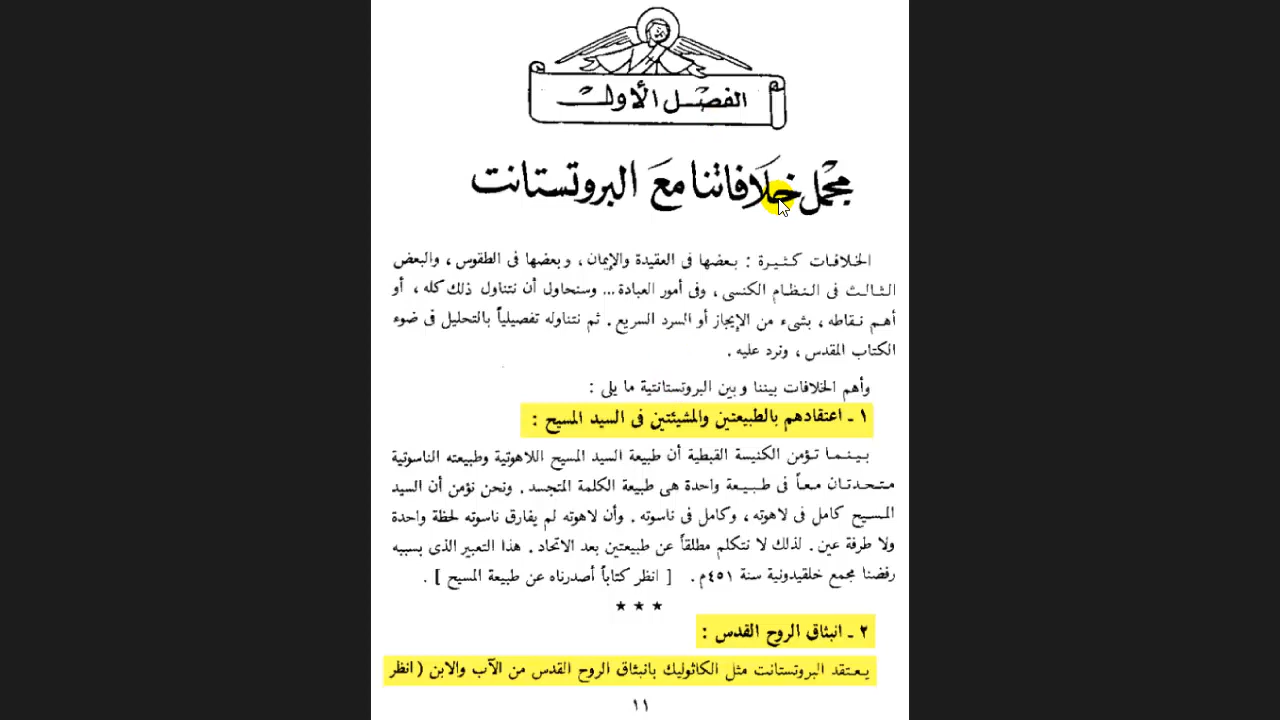 الفصل الأول
مجمل خلافاتنا مع البروتستانت
الخلافات كثيرة : بعضها فى العقيدة والإيمان ، وبعضها فى الطقوس ، والبعض
الثالث فى النظام الكنسى ، وفى أمور العبادة ... وسنحاول أن نتناول ذلك كله ، أو
أهم نقاطه ، بشىء من الإيجاز أو السرد السريع . ثم نتناوله تفصيلياً بالتحليل فى ضوء
الكتاب المقدس ، ونرد عليه .
وأهم الخلافات بيننا وبين البروتستانتية ما يلى :
١ ـ اعتقادهم بالطبيعتين والمشيئتين فى السيد المسيح :
بينما تؤمن الكنيسة القبطية أن طبيعة السيد المسيح اللاهوتية وطبيعته الناسوتية
متحدتان معاً فى طبيعة واحدة هى طبيعة الكلمة المتجسد . ونحن نؤمن أن السيد
المسيح كامل فى لاهوته ، وكامل فى ناسوته . وأن لاهوته لم يفارق ناسوته لحظة واحدة
ولا طرفة عين . لذلك لا نتكلم مطلقاً عن طبيعتين بعد الاتحاد . هذا التعبير الذى بسببه
رفضنا مجمع خلقيدونية سنة ٤٥١م . [ انظر كتاباً أصدرناه عن طبيعة المسيح ] .
★ ★ ★
٢ ـ انبثاق الروح القدس :
يعتقد البروتستانت مثل الكاثوليك بانبثاق الروح القدس من الآب والابن ( انظر
١١